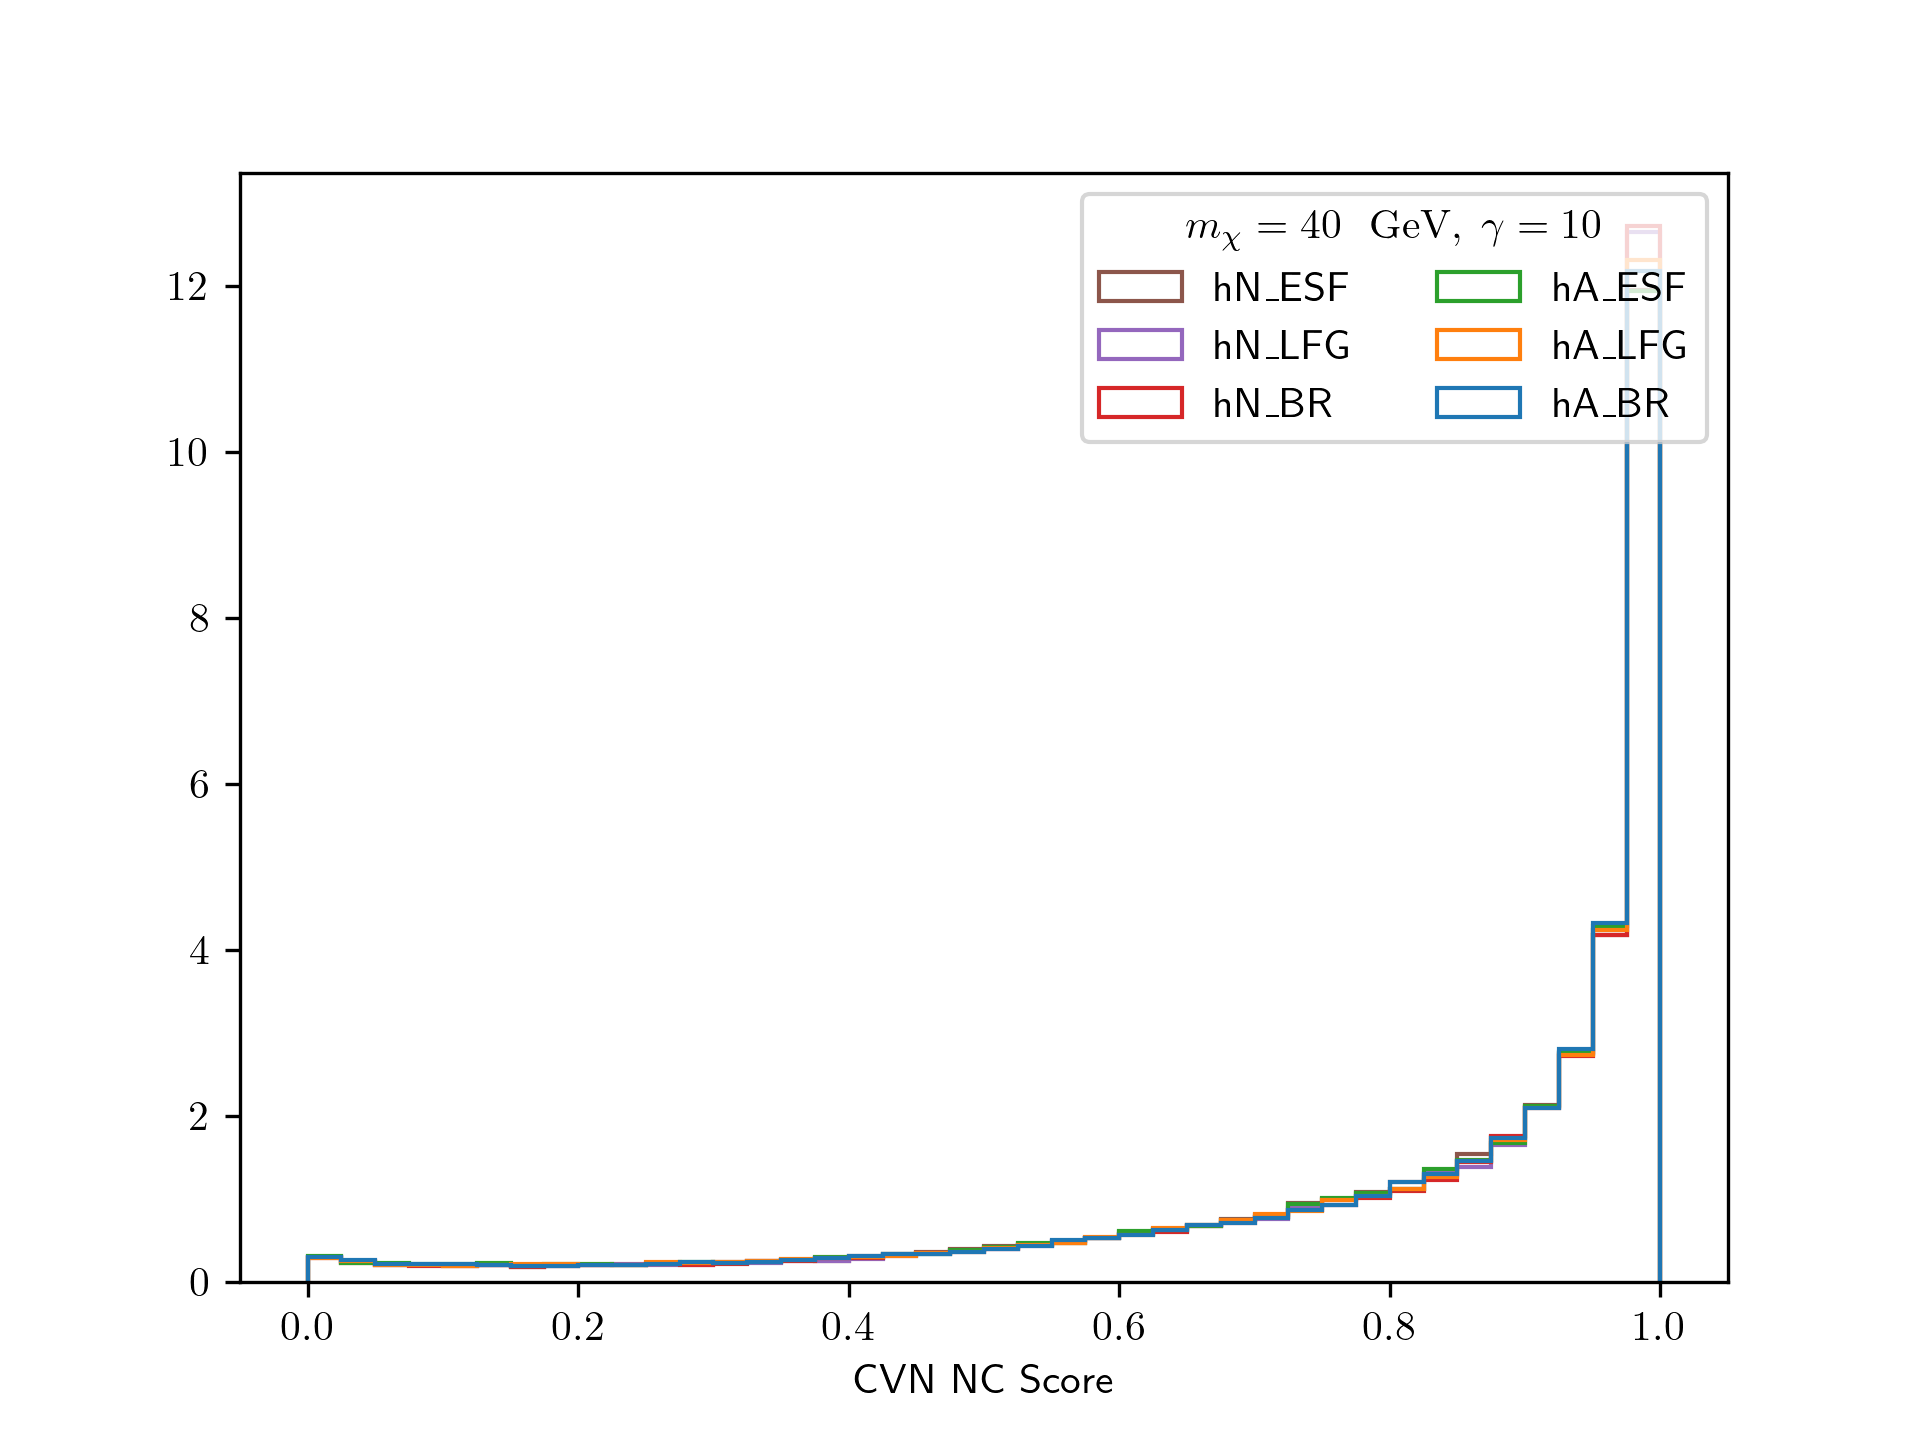 m_χ = 40 GeV, γ = 10
hN_ESF hA_ESF
hN_LFG hA_LFG
hN_BR hA_BR
12
10
8
6
4
2
0
0.0 0.2 0.4 0.6 0.8 1.0
CVN NC Score